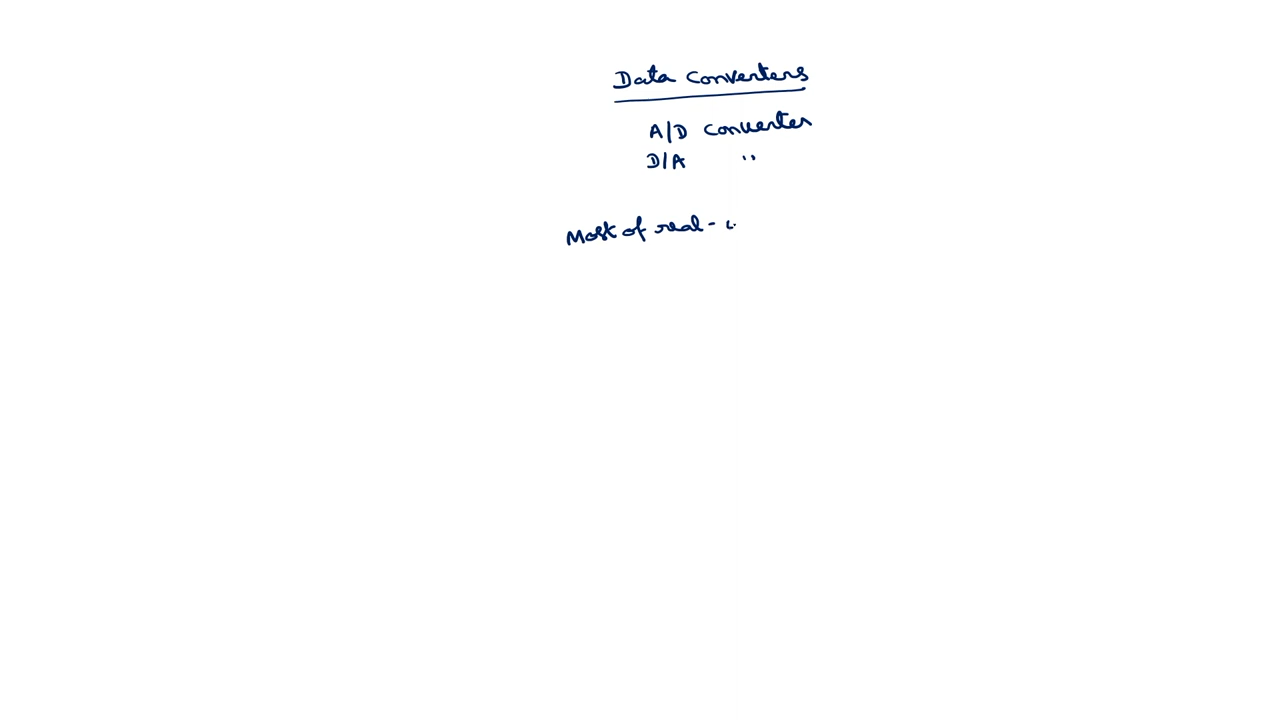 Data Converters
A/D Converter
D/A "
Most of real-